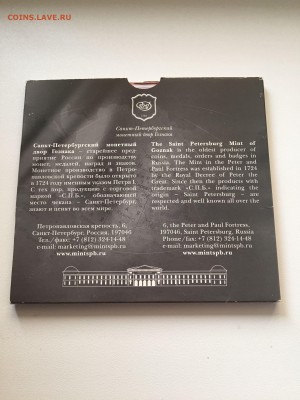 COINS.LAVE.RU
Санкт-Петербургский
монетный двор Гознака
Санкт-Петербургский монетный
двор Гознака – старейшее пред-
приятие России по производству
монет, медалей, наград и знаков.
Монетное производство в Петро-
павловской крепости было открыто
в 1724 году именным указом Петра I.
С тех пор, изделия с торговой
маркой «С.П.Б.», обозначающей
место чекана – Санкт-Петербург,
знают и ценят во всем мире.
The Saint Petersburg Mint of
Goznak is the oldest producer of
coins, medals, orders and badges in
Russia. The Mint in the Peter and
Paul Fortress was established in 1724
by the Royal Decree of Peter the
Great. Since then the products with
trademark «С.П.Б» indicating the
origin – Saint Petersburg – are
respected and well known all over the
world.
Петропавловская крепость, 6,
Санкт-Петербург, Россия, 197046
Тел./факс: +7 (812) 324-14-48
e-mail: marketing@mintspb.ru
www.mintspb.ru
6, the Peter and Paul Fortress,
197046, Saint Petersburg, Russia
Phone/fax: +7 (812) 324-14-48
e-mail: marketing@mintspb.ru
www.mintspb.ru